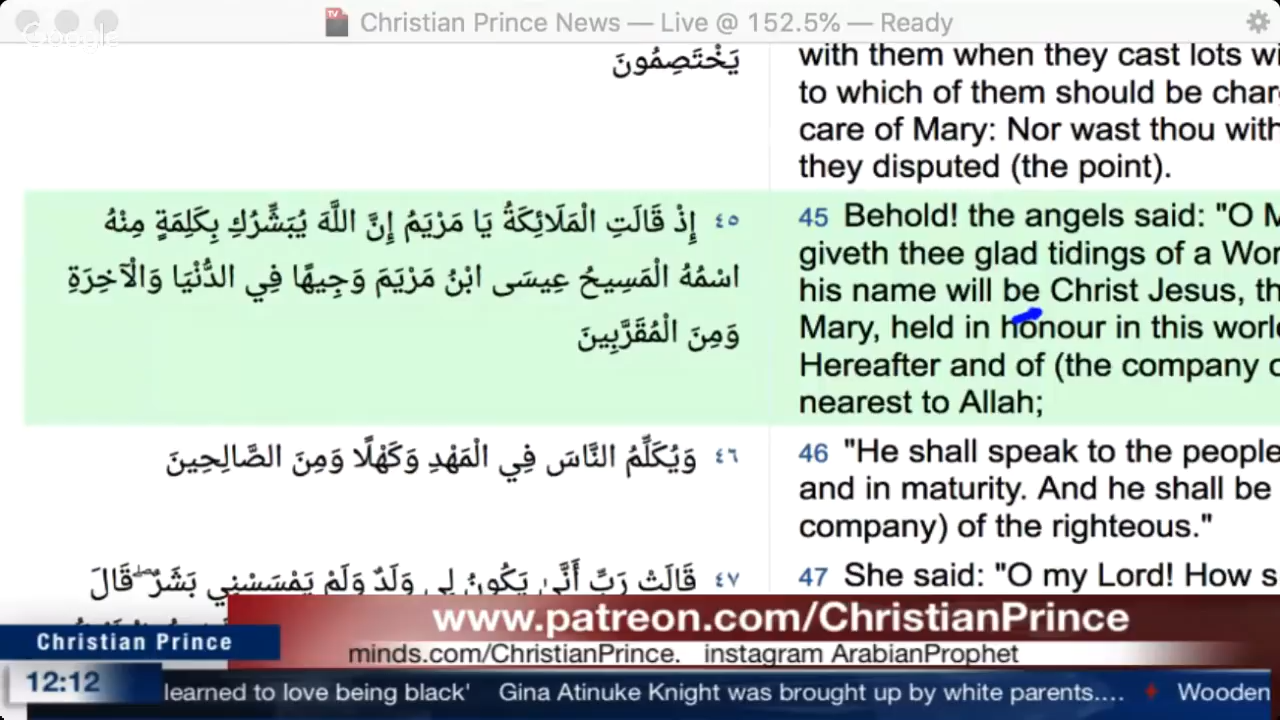 Christian Prince News — Live @ 152.5% — Ready
Google
يَخْتَصِمُونَ
with them when they cast lots
to which of them should be
care of Mary: Nor wast thou
they disputed (the point).
٤٥ إِذْ قَالَتِ الْمَلَائِكَةُ يَا مَرْيَمُ إِنَّ اللَّهَ يُبَشِّرُكِ بِكَلِمَةٍ مِنْهُ
اسْمُهُ الْمَسِيحُ عِيسَى ابْنُ مَرْيَمَ وَجِيهًا فِي الدُّنْيَا وَالْآخِرَةِ
وَمِنَ الْمُقَرَّبِينَ
45 Behold! the angels said: "O
giveth thee glad tidings of a
his name will be Christ Jesus,
Mary, held in honour in this
Hereafter and of (the company
nearest to Allah;
٤٦ وَيُكَلِّمُ النَّاسَ فِي الْمَهْدِ وَكَهْلًا وَمِنَ الصَّالِحِينَ
46 "He shall speak to the people
and in maturity. And he shall be
company) of the righteous."
٤٧ قَالَتْ رَبِّ أَنَّىٰ يَكُونُ لِي وَلَدٌ وَلَمْ يَمْسَسْنِي بَشَرٌ ۖ قَالَ
47 She said: "O my Lord! How
www.patreon.com/ChristianPrince
Christian Prince
minds.com/ChristianPrince. instagram ArabianProphet
12:12
learned to love being black' Gina Atinuke Knight was brought up by white parents.... Wooden